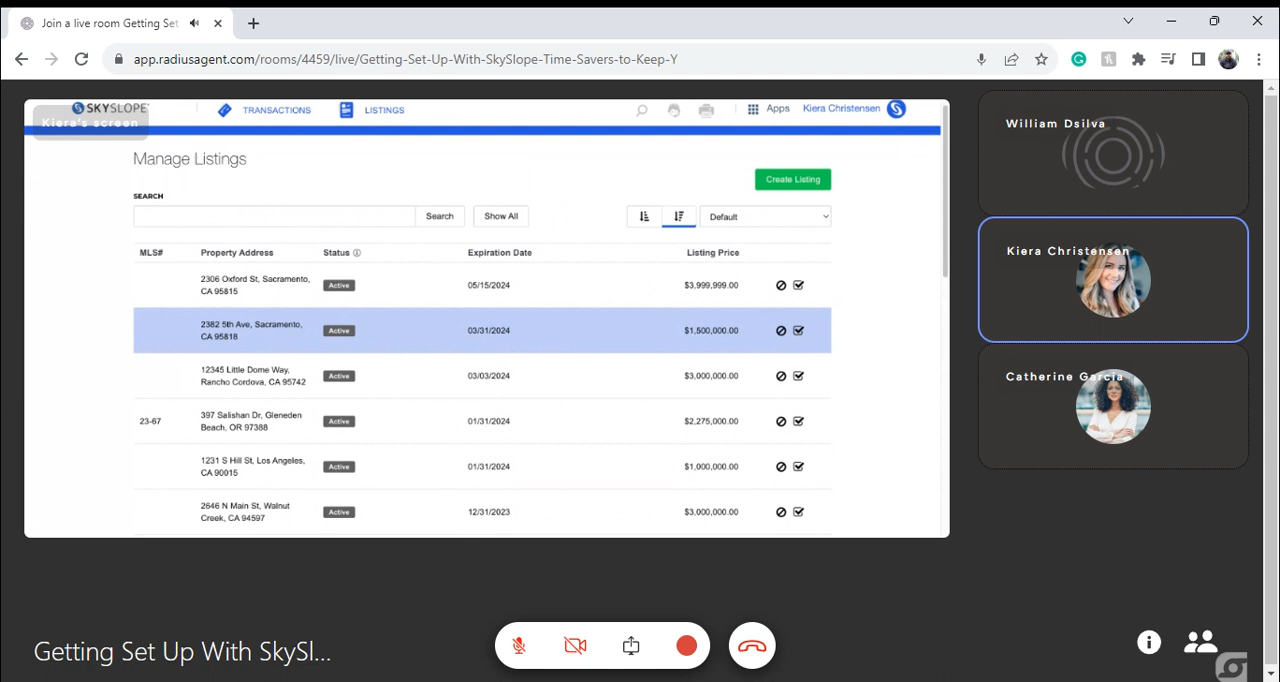 Join a live room Getting Set
app.radiusagent.com/rooms/4459/live/Getting-Set-Up-With-SkySlope-Time-Savers-to-Keep-Y
SKYSLOPE
TRANSACTIONS
LISTINGS
Apps
Kiera Christensen
Kiera's screen
Manage Listings
Create Listing
SEARCH
Search
Show All
Default
MLS# Property Address Status Expiration Date Listing Price
2306 Oxford St, Sacramento,
CA 95815
Active 05/15/2024 $3,999,999.00
2382 5th Ave, Sacramento,
CA 95818
Active 03/31/2024 $1,500,000.00
12345 Little Dome Way,
Rancho Cordova, CA 95742
Active 03/03/2024 $3,000,000.00
23-67
397 Salishan Dr, Gleneden
Beach, OR 97388
Active 01/31/2024 $2,275,000.00
1231 S Hill St, Los Angeles,
CA 90015
Active 01/31/2024 $1,000,000.00
2646 N Main St, Walnut
Creek, CA 94597
Active 12/31/2023 $3,000,000.00
William Dsilva
Kiera Christensen
Catherine Garcia
Getting Set Up With SkySl...